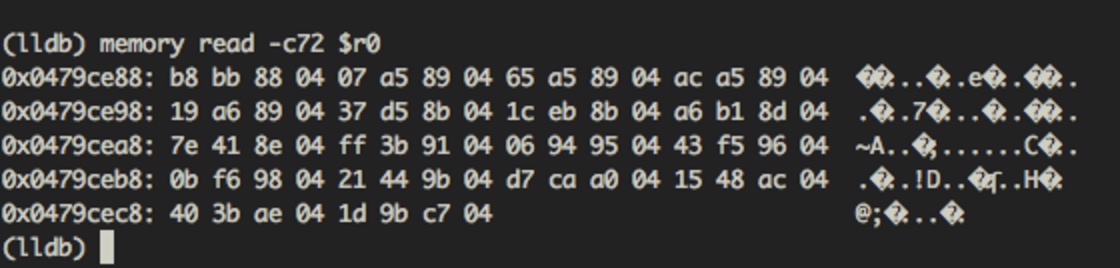 (lldb) memory read -c72 $r0
0x0479ce88: b8 bb 88 04 07 a5 89 04 65 a5 89 04 ac a5 89 04  ��..�..e�..��..
0x0479ce98: 19 a6 89 04 37 d5 8b 04 1c eb 8b 04 a6 b1 8d 04  .�..7�...�..��..
0x0479cea8: 7e 41 8e 04 ff 3b 91 04 06 94 95 04 43 f5 96 04  ~A..�;......C�..
0x0479ceb8: 0b f6 98 04 21 44 9b 04 d7 ca a0 04 15 48 ac 04  .�..!D..�ɼ..H�.
0x0479cec8: 40 3b ae 04 1d 9b c7 04                          @;�...�.
(lldb)